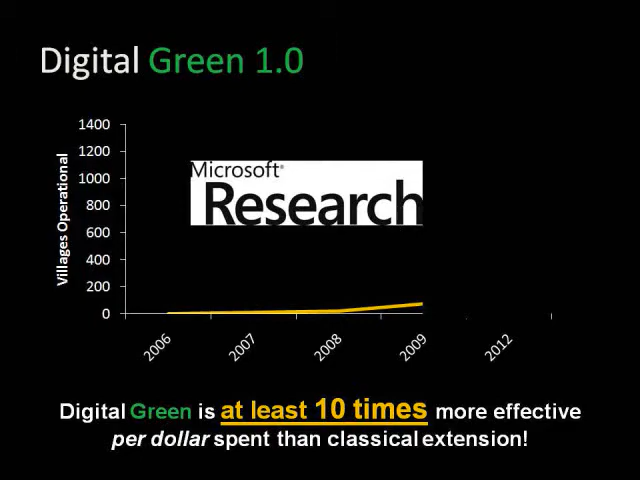 Digital Green 1.0
1400
1200
1000
800
600
400
200
0
Villages Operational
Microsoft®
Research
2006
2007
2008
2009
2012
Digital Green is at least 10 times more effective
per dollar spent than classical extension!